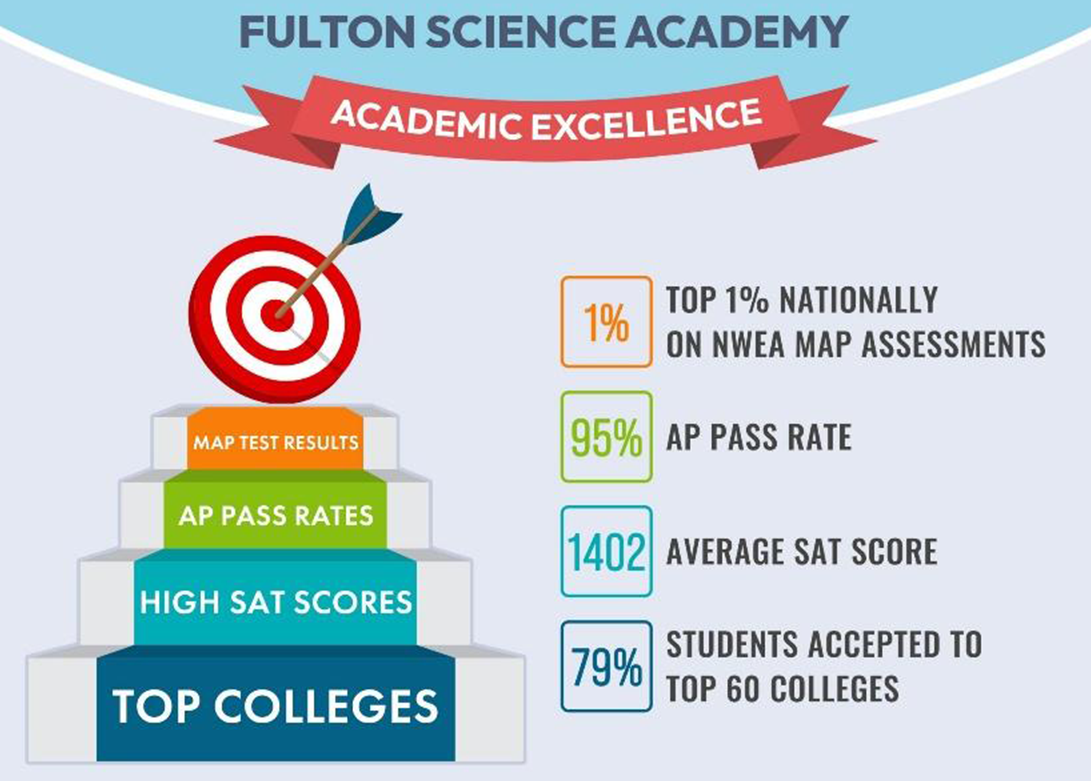 FULTON SCIENCE ACADEMY
ACADEMIC EXCELLENCE
MAP TEST RESULTS
AP PASS RATES
HIGH SAT SCORES
TOP COLLEGES
1%
TOP 1% NATIONALLY
ON NWEA MAP ASSESSMENTS
95%
AP PASS RATE
1402
AVERAGE SAT SCORE
79%
STUDENTS ACCEPTED TO
TOP 60 COLLEGES